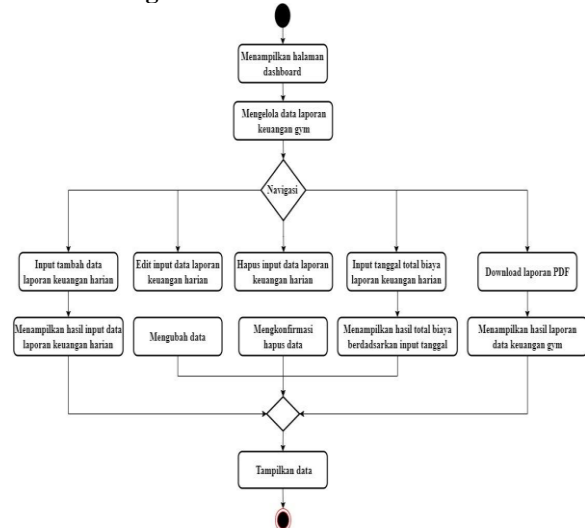 Menampilkan halaman
dashboard
Mengelola data laporan
keuangan gym
Navigasi
Input tambah data
laporan keuangan harian
Edit input data laporan
keuangan harian
Hapus input data laporan
keuangan harian
Input tanggal total biaya
laporan keuangan harian
Download laporan PDF
Menampilkan hasil input data
laporan keuangan harian
Mengubah data
Mengkonfirmasi
hapus data
Menampilkan hasil total biaya
berdadsarkan input tanggal
Menampilkan hasil laporan
data keuangan gym
Tampilkan data